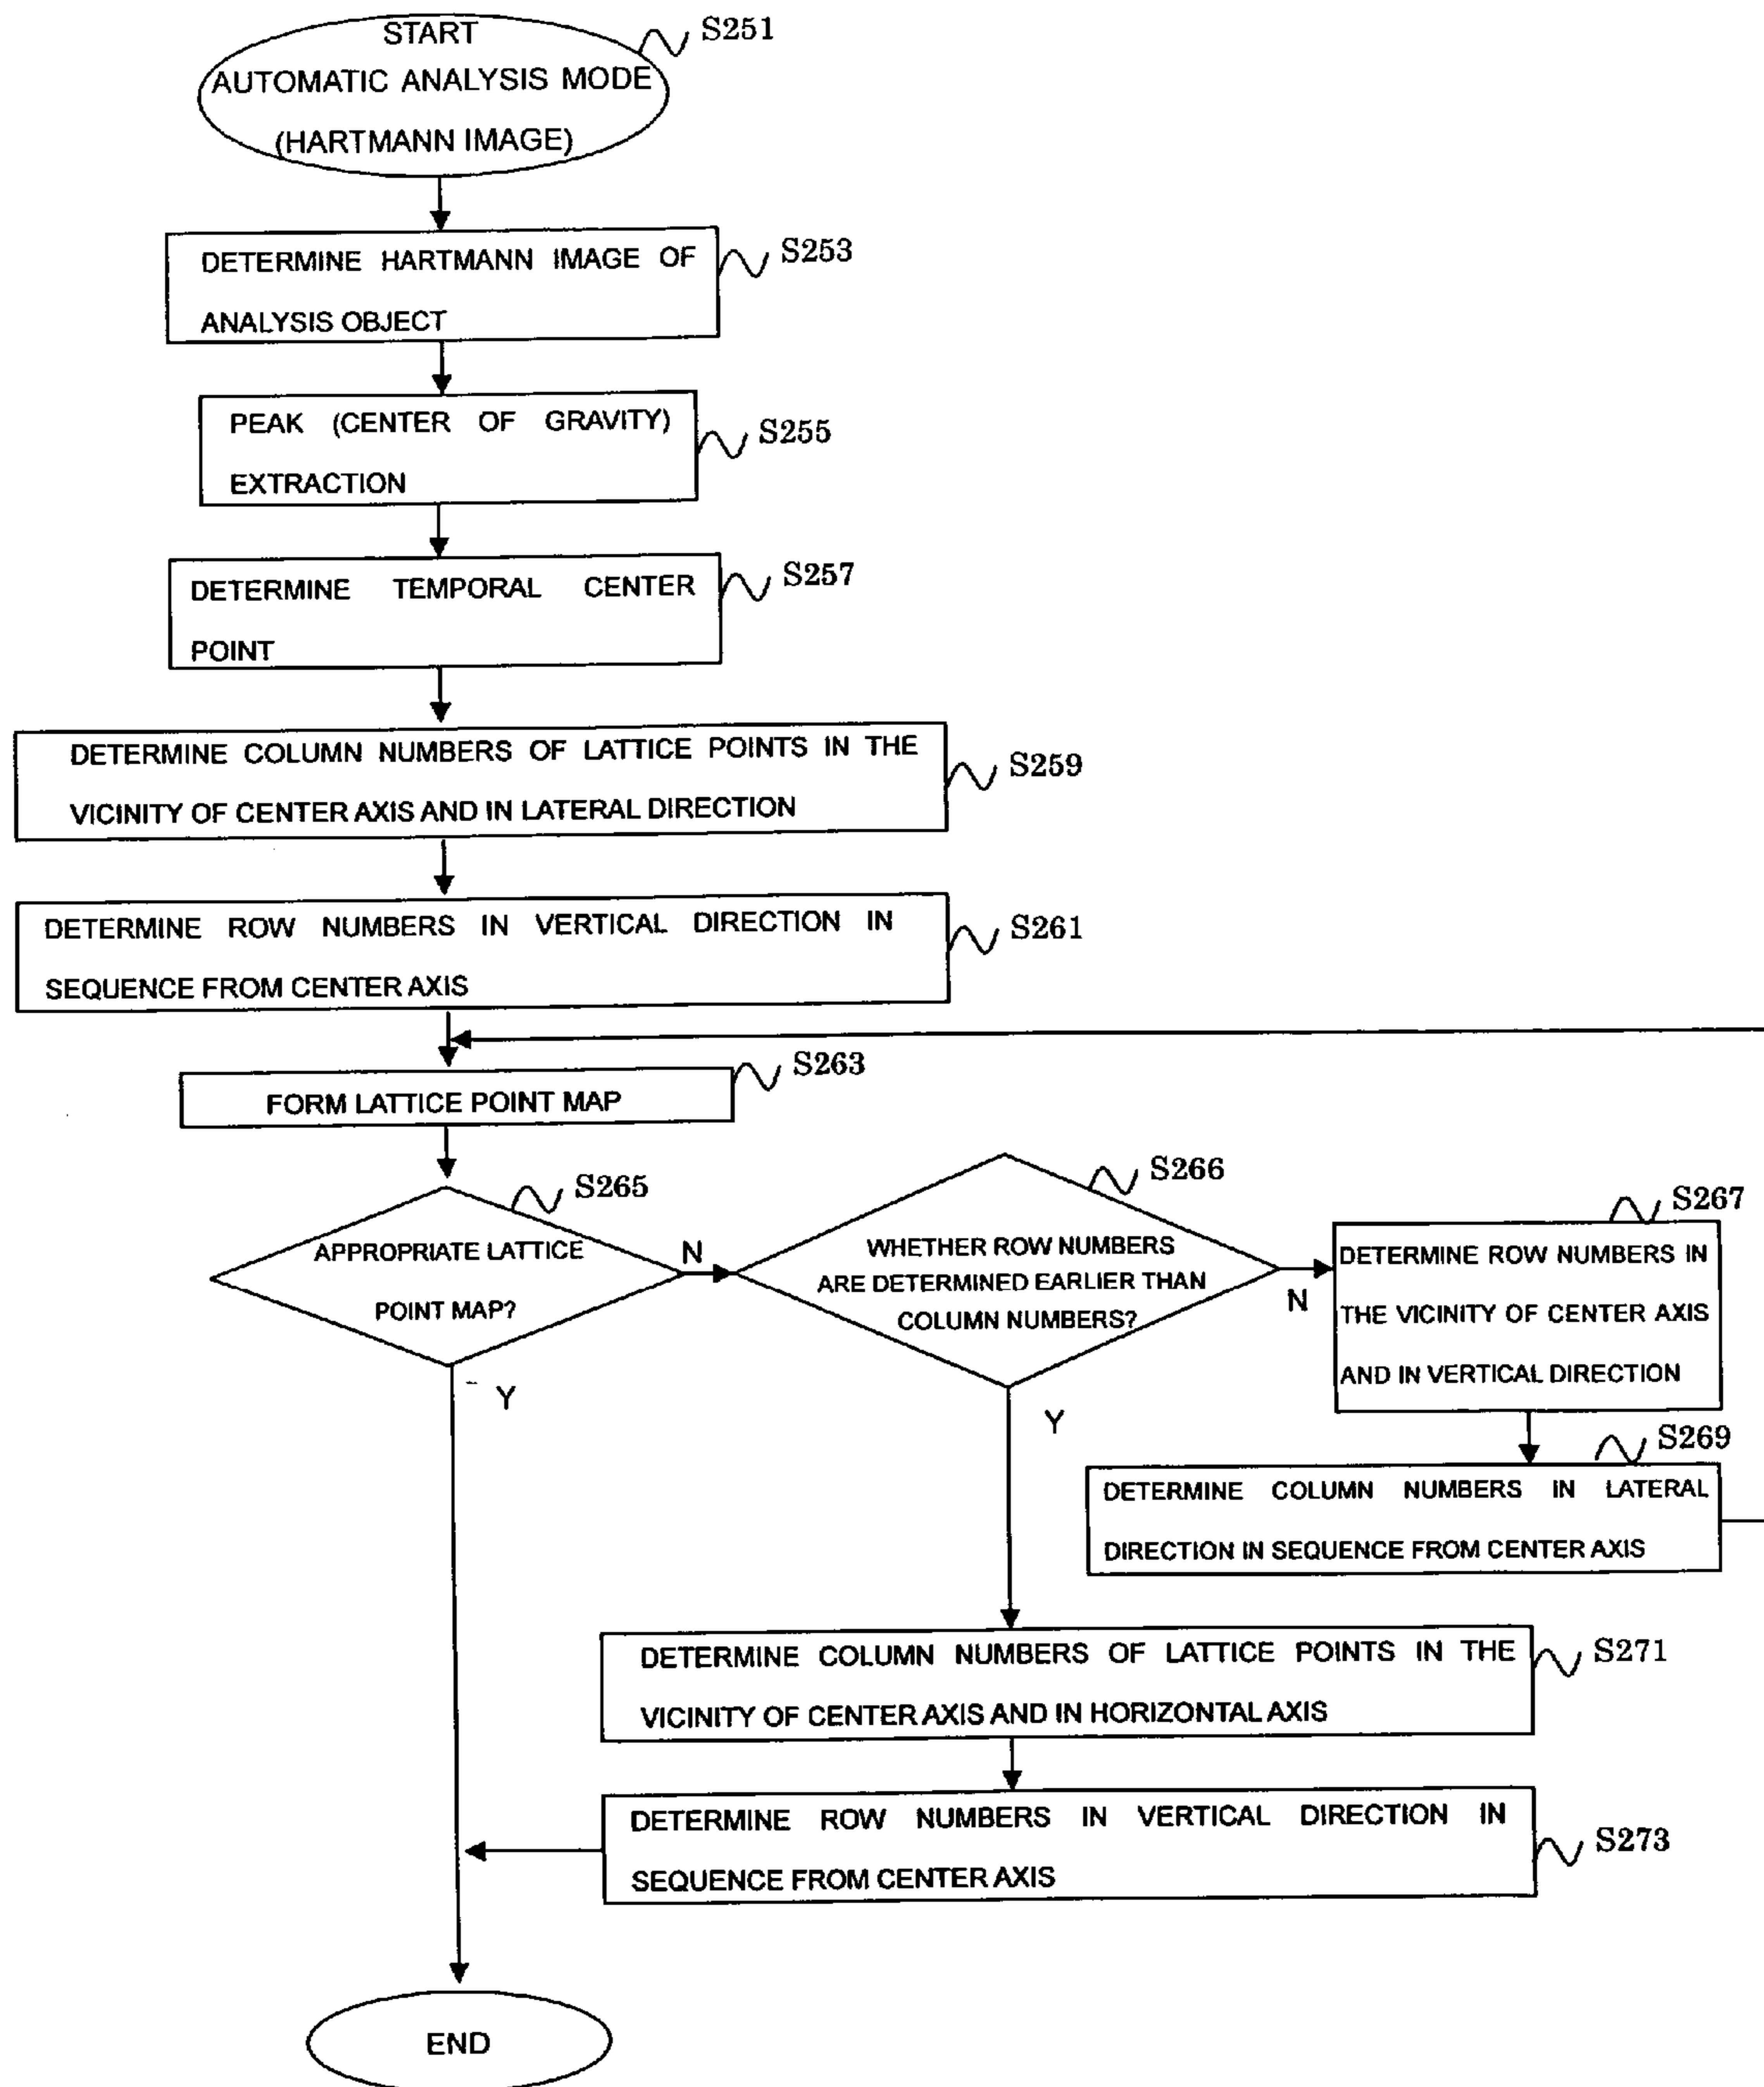 START
AUTOMATIC ANALYSIS MODE
(HARTMANN IMAGE)
S251
DETERMINE HARTMANN IMAGE OF
ANALYSIS OBJECT
S253
PEAK (CENTER OF GRAVITY)
EXTRACTION
S255
DETERMINE TEMPORAL CENTER
POINT
S257
DETERMINE COLUMN NUMBERS OF LATTICE POINTS IN THE
VICINITY OF CENTER AXIS AND IN LATERAL DIRECTION
S259
DETERMINE ROW NUMBERS IN VERTICAL DIRECTION IN
SEQUENCE FROM CENTER AXIS
S261
FORM LATTICE POINT MAP
S263
APPROPRIATE LATTICE
POINT MAP?
S265
N
Y
WHETHER ROW NUMBERS
ARE DETERMINED EARLIER THAN
COLUMN NUMBERS?
S266
N
Y
DETERMINE ROW NUMBERS IN
THE VICINITY OF CENTER AXIS
AND IN VERTICAL DIRECTION
S267
DETERMINE COLUMN NUMBERS IN LATERAL
DIRECTION IN SEQUENCE FROM CENTER AXIS
S269
DETERMINE COLUMN NUMBERS OF LATTICE POINTS IN THE
VICINITY OF CENTER AXIS AND IN HORIZONTAL AXIS
S271
DETERMINE ROW NUMBERS IN VERTICAL DIRECTION IN
SEQUENCE FROM CENTER AXIS
S273
END